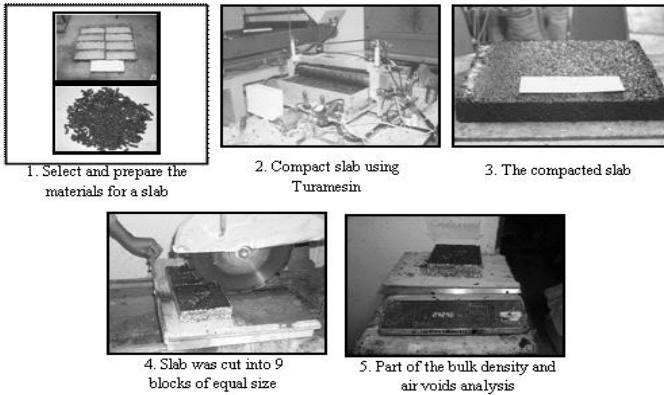 1. Select and prepare the
materials for a slab
2. Compact slab using
Turamesin
3. The compacted slab
4. Slab was cut into 9
blocks of equal size
5. Part of the bulk density and
air voids analysis